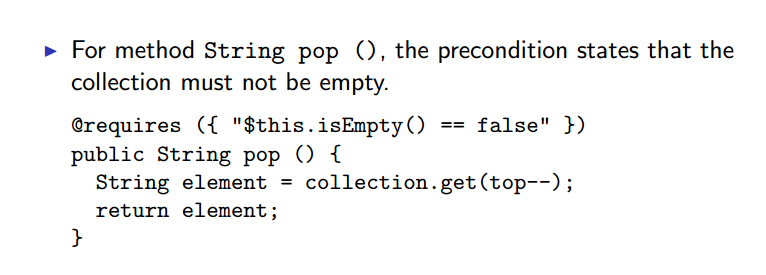 ▶ For method String pop (), the precondition states that the
collection must not be empty.
@requires ({ "$this.isEmpty() == false" })
public String pop () {
  String element = collection.get(top--);
  return element;
}